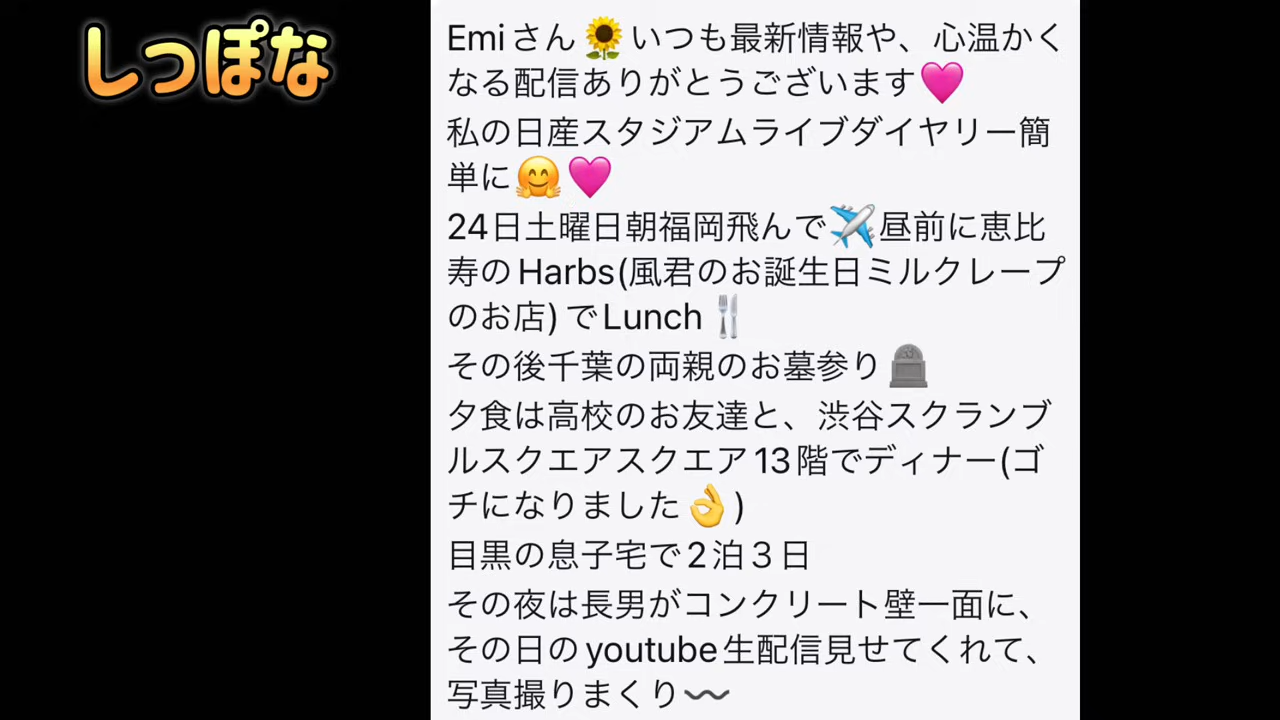 しっぽな
Emiさん🌻いつも最新情報や、心温かく
なる配信ありがとうございます🩷
私の日産スタジアムライブダイヤリー簡
単に🤗🩷
24日土曜日朝福岡飛んで✈️昼前に恵比
寿のHarbs(風君のお誕生日ミルクレープ
のお店) でLunch🍴
その後千葉の両親のお墓参り🪦
夕食は高校のお友達と、渋谷スクランブ
ルスクエアスクエア13階でディナー(ゴ
チになりました👌)
目黒の息子宅で2泊３日
その夜は長男がコンクリート壁一面に、
その日のyoutube生配信見せてくれて、
写真撮りまくり〰️